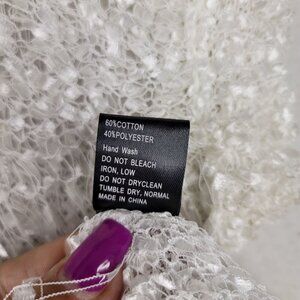 60%COTTON
40%POLYESTER
Hand Wash
DO NOT BLEACH
IRON, LOW
DO NOT DRYCLEAN
TUMBLE DRY, NORMAL
MADE IN CHINA